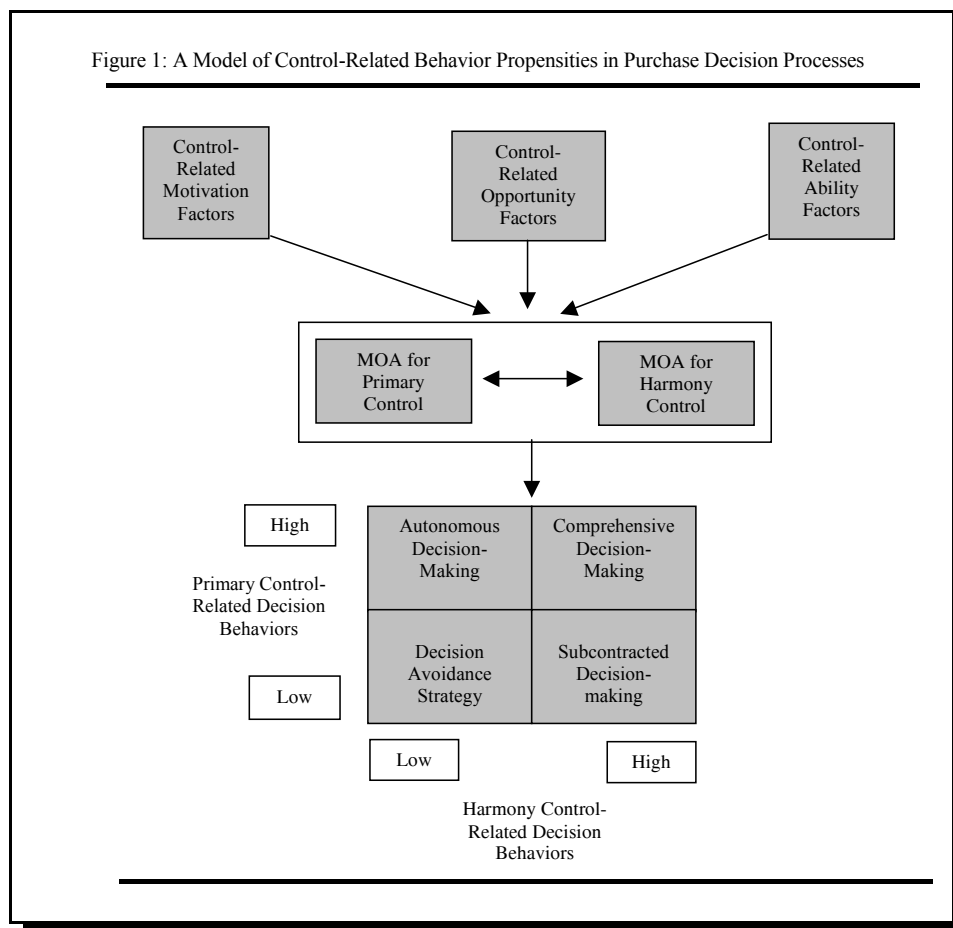 Figure 1: A Model of Control-Related Behavior Propensities in Purchase Decision Processes
Control-
Related
Motivation
Factors
Control-
Related
Opportunity
Factors
Control-
Related
Ability
Factors
MOA for
Primary
Control
MOA for
Harmony
Control
High
Autonomous
Decision-
Making
Comprehensive
Decision-
Making
Primary Control-
Related Decision
Behaviors
Low
Decision
Avoidance
Strategy
Subcontracted
Decision-
making
Low
High
Harmony Control-
Related Decision
Behaviors